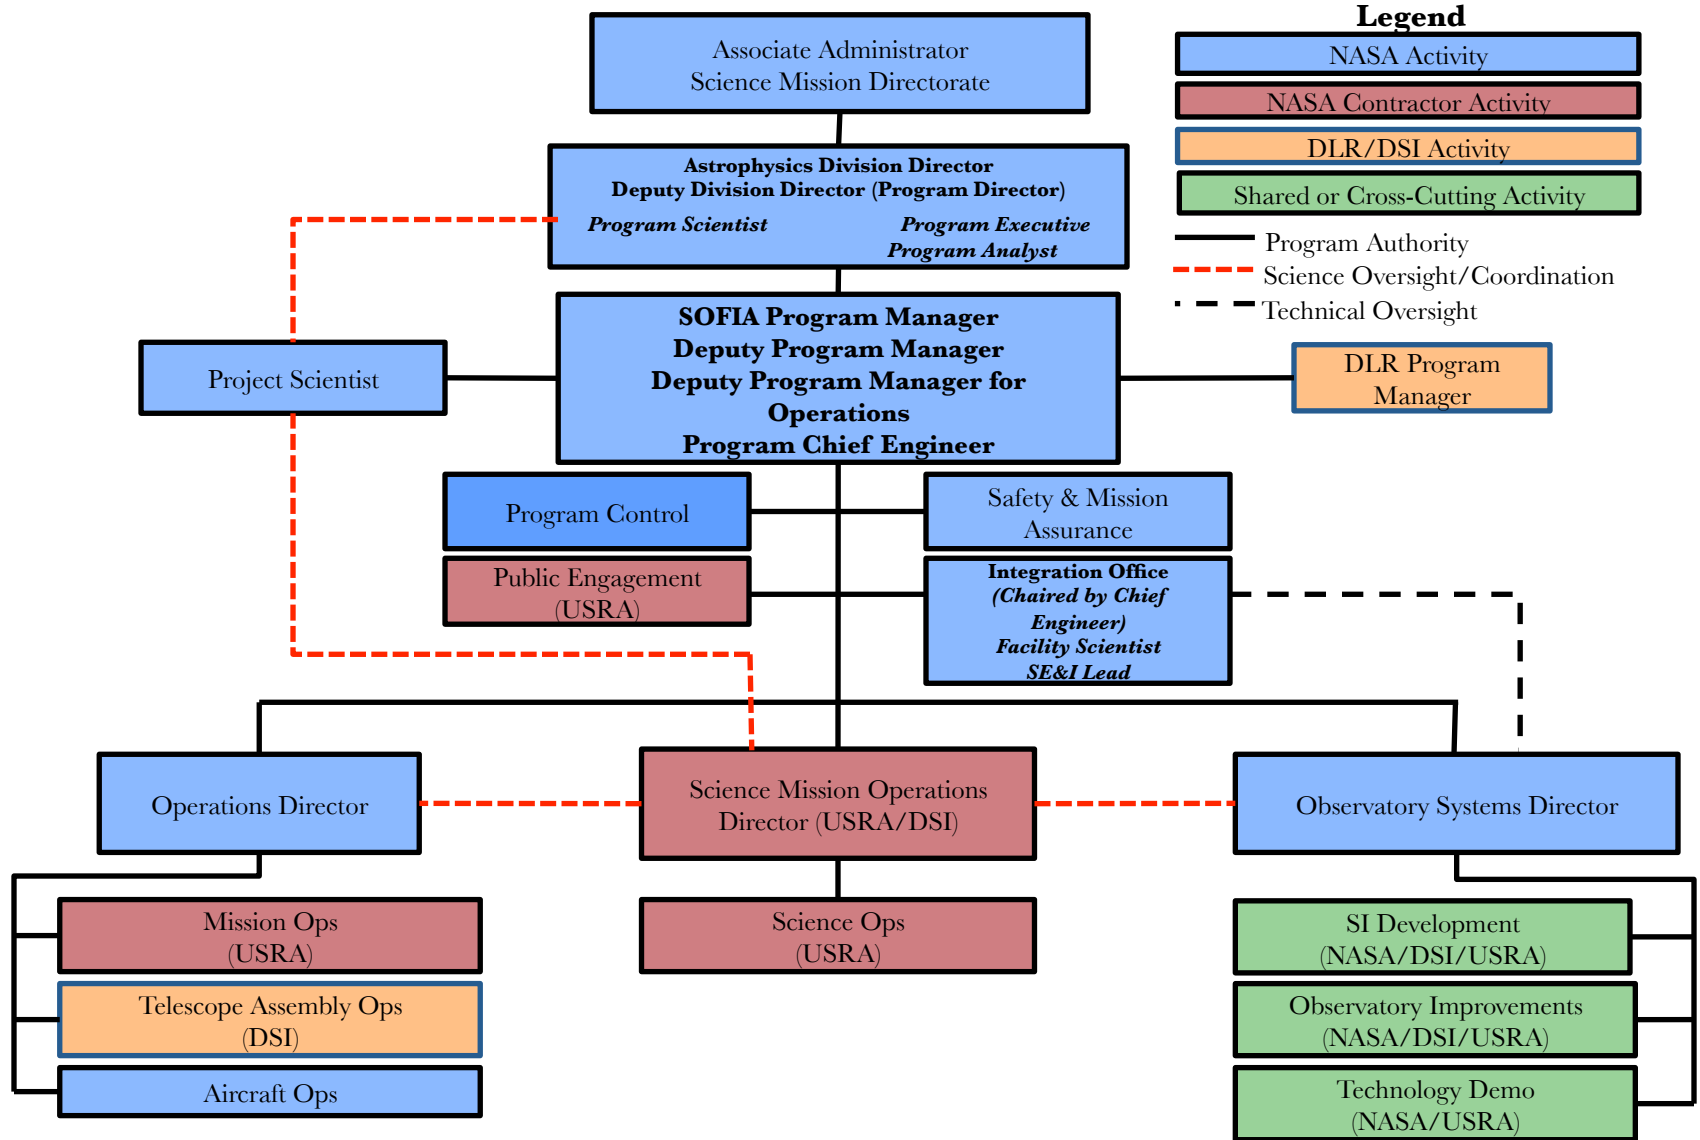 Legend
NASA Activity
NASA Contractor Activity
DLR/DSI Activity
Shared or Cross-Cutting Activity
Program Authority
Science Oversight/Coordination
Technical Oversight
Associate Administrator
Science Mission Directorate
Astrophysics Division Director
Deputy Division Director (Program Director)
Program Scientist
Program Executive
Program Analyst
SOFIA Program Manager
Deputy Program Manager
Deputy Program Manager for
Operations
Program Chief Engineer
Project Scientist
DLR Program
Manager
Program Control
Safety & Mission
Assurance
Public Engagement
(USRA)
Integration Office
(Chaired by Chief
Engineer)
Facility Scientist
SE&I Lead
Operations Director
Science Mission Operations
Director (USRA/DSI)
Observatory Systems Director
Mission Ops
(USRA)
Telescope Assembly Ops
(DSI)
Aircraft Ops
Science Ops
(USRA)
SI Development
(NASA/DSI/USRA)
Observatory Improvements
(NASA/DSI/USRA)
Technology Demo
(NASA/USRA)